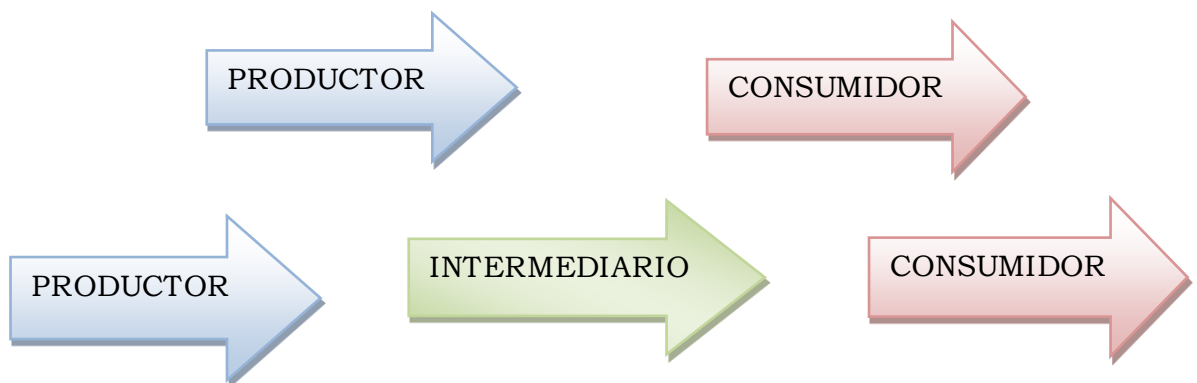 PRODUCTOR
CONSUMIDOR
PRODUCTOR
INTERMEDIARIO
CONSUMIDOR